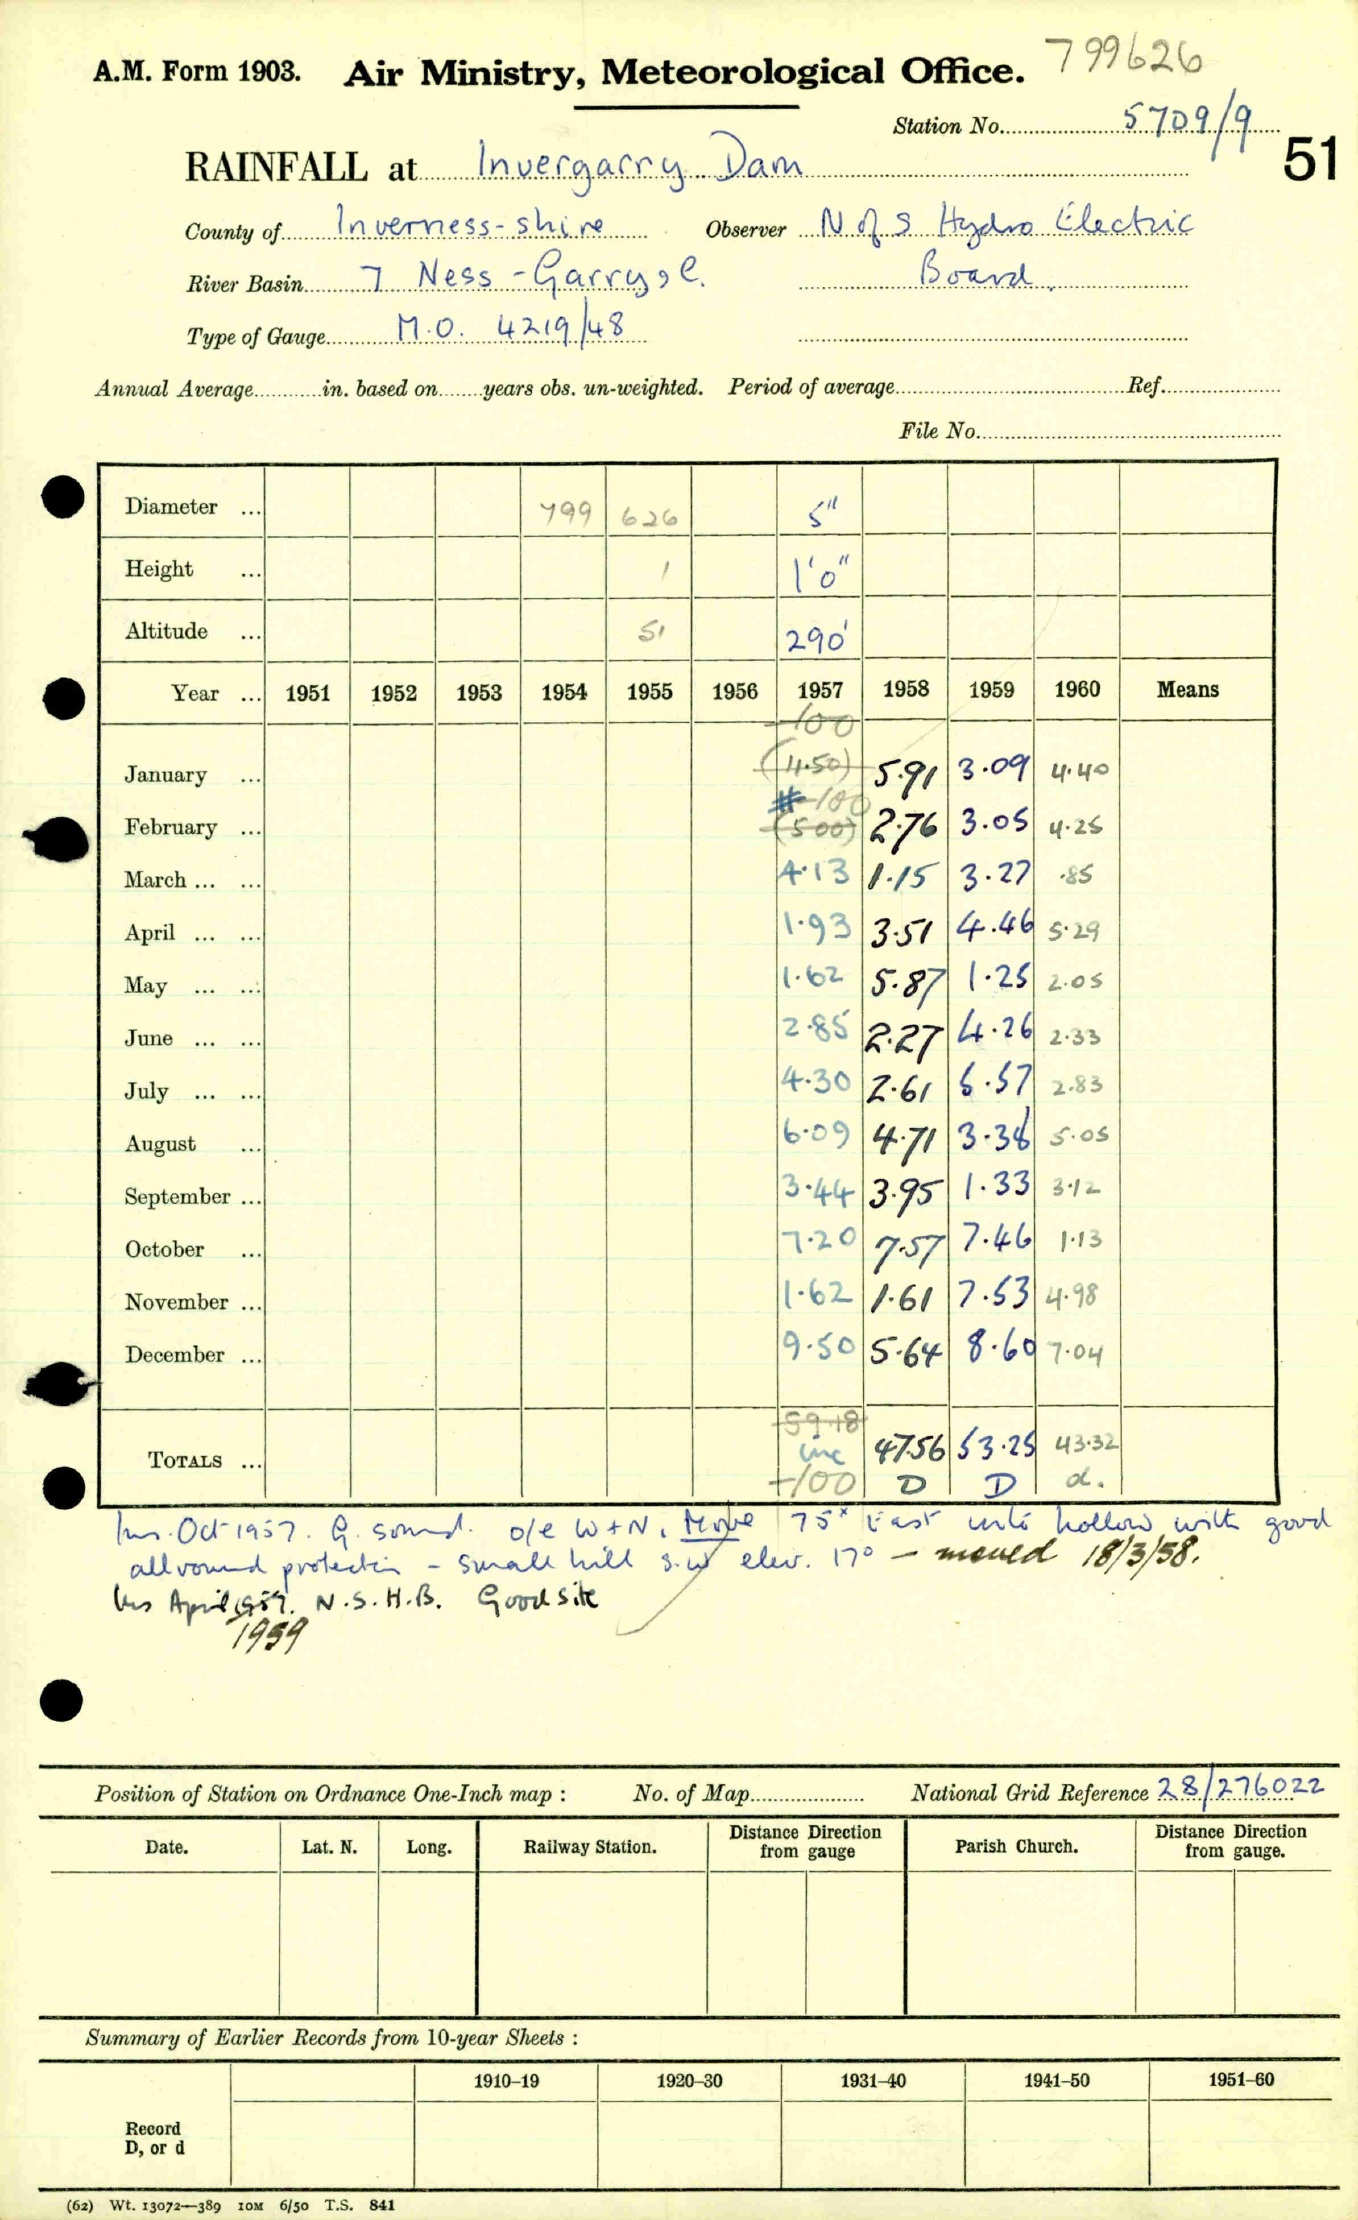 A.M. Form 1903. Air Ministry, Meteorological Office. 799626
Station No. 5709/9
51
RAINFALL at Invergarry Dam
County of Inverness-shire Observer N of S Hydro Electric
River Basin 7 Ness - Garry, C. Board.
Type of Gauge M.O. 4219/48
Annual Average in. based on years obs. un-weighted. Period of average Ref.
File No.
Diameter ... 799 626 5"
Height ... 1 1'0"
Altitude ... 51 290'
Year ... 1951 1952 1953 1954 1955 1956 1957 1958 1959 1960 Means
-100
January ... (4.50) 5.91 3.09 4.40
# -100
February ... (5.00) 2.76 3.05 4.25
March ... ... 4.13 1.15 3.27 .85
April ... ... 1.93 3.51 4.46 5.29
May ... ... 1.62 5.87 1.25 2.05
June ... ... 2.85 2.27 4.26 2.33
July ... ... 4.30 2.61 5.57 2.83
August ... 6.09 4.71 3.38 5.05
September ... 3.44 3.95 1.33 3.12
October ... 7.20 7.57 7.46 1.13
November ... 1.62 1.61 7.53 4.98
December ... 9.50 5.64 8.60 7.04
59.18
TOTALS ... inc 47.56 53.25 43.32
-100 D D d.
Ins. Oct 1957. G. sound. o/e W + N. Move 75x East into hollow with good
allround protection - small hill S.W elev. 17° - moved 18/3/58.
Ins April 1957. N.S.H.B. Good site
1959
Position of Station on Ordnance One-Inch map : No. of Map National Grid Reference 28/276022
Date. Lat. N. Long. Railway Station. Distance Direction from gauge Parish Church. Distance Direction from gauge.
Summary of Earlier Records from 10-year Sheets :
1910–19 1920–30 1931–40 1941–50 1951–60
Record
D, or d
(62) Wt. 13072—389 10M 6/50 T.S. 841